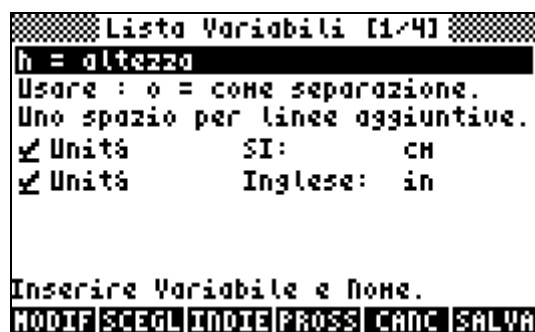 Lista Variabili [1/4]
h = altezza
Usare : o = come separazione.
Uno spazio per linee aggiuntive.
Unità SI: cm
Unità Inglese: in
Inserire Variabile e Nome.
MODIF SCEGL INDIE PROSS CANC SALVA